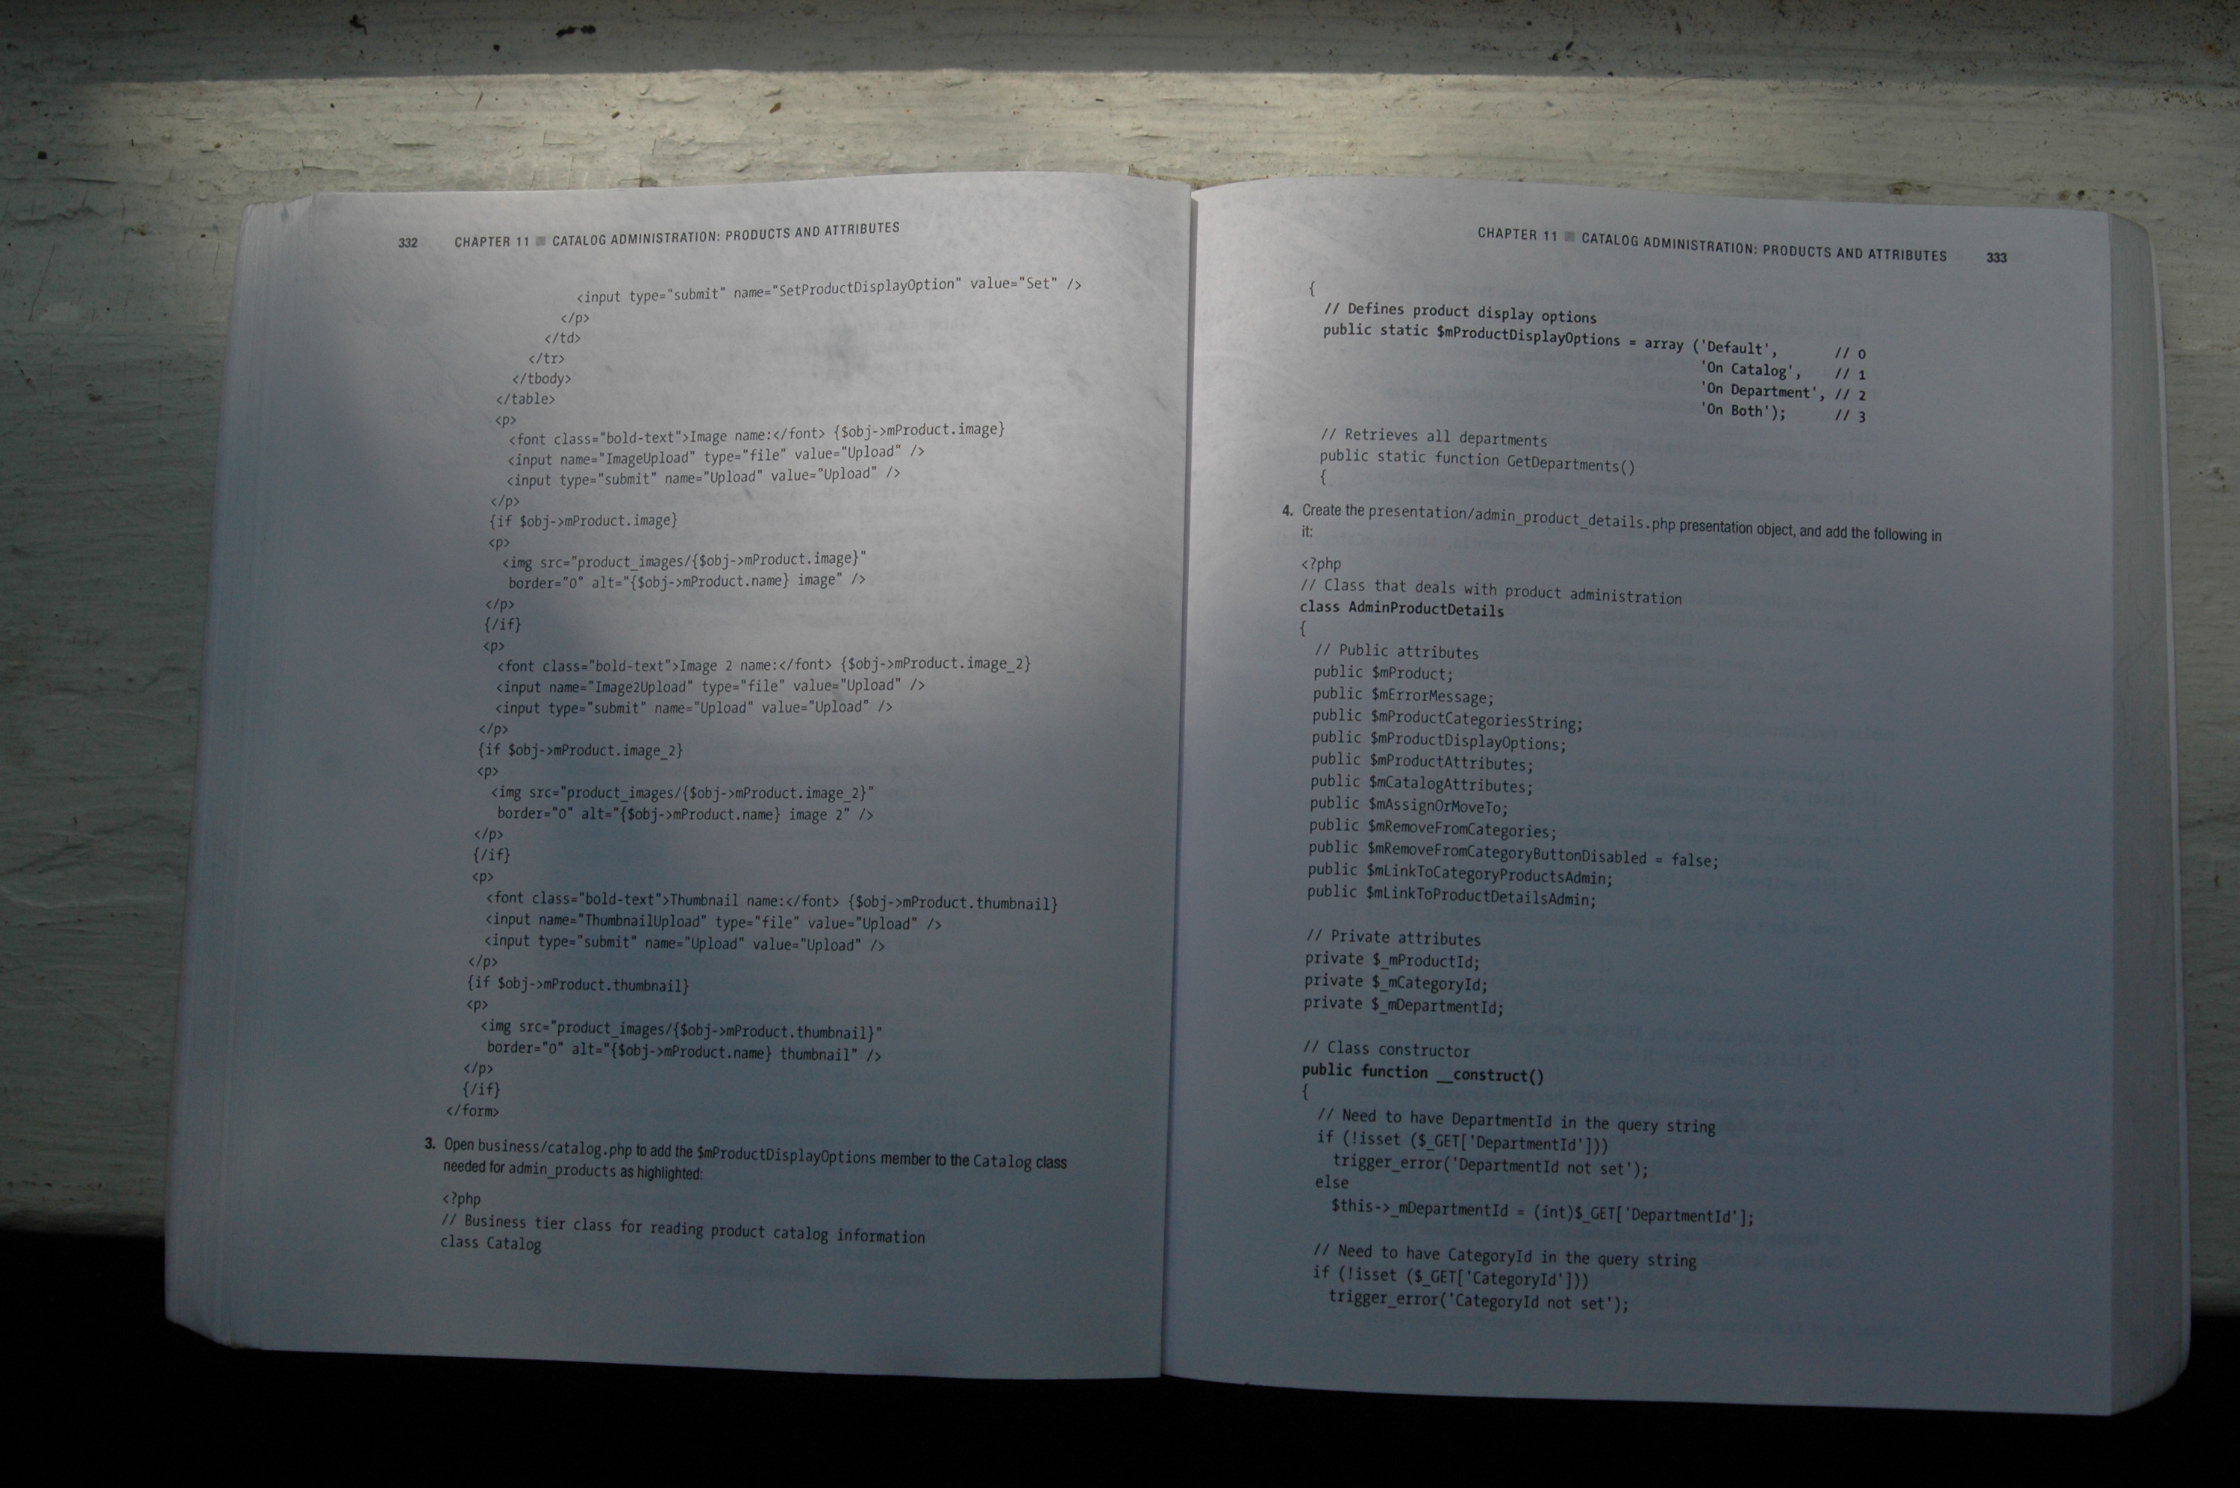 332 CHAPTER 11 ■ CATALOG ADMINISTRATION: PRODUCTS AND ATTRIBUTES
<input type="submit" name="SetProductDisplayOption" value="Set" />
</p>
</td>
</tr>
</tbody>
</table>
<p>
<font class="bold-text">Image name:</font> {$obj->mProduct.image}
<input name="ImageUpload" type="file" value="Upload" />
<input type="submit" name="Upload" value="Upload" />
</p>
{if $obj->mProduct.image}
<p>
<img src="product_images/{$obj->mProduct.image}"
border="0" alt="{$obj->mProduct.name} image" />
</p>
{/if}
<p>
<font class="bold-text">Image 2 name:</font> {$obj->mProduct.image_2}
<input name="Image2Upload" type="file" value="Upload" />
<input type="submit" name="Upload" value="Upload" />
</p>
{if $obj->mProduct.image_2}
<p>
<img src="product_images/{$obj->mProduct.image_2}"
border="0" alt="{$obj->mProduct.name} image 2" />
</p>
{/if}
<p>
<font class="bold-text">Thumbnail name:</font> {$obj->mProduct.thumbnail}
<input name="ThumbnailUpload" type="file" value="Upload" />
<input type="submit" name="Upload" value="Upload" />
</p>
{if $obj->mProduct.thumbnail}
<p>
<img src="product_images/{$obj->mProduct.thumbnail}"
border="0" alt="{$obj->mProduct.name} thumbnail" />
</p>
{/if}
</form>
3. Open business/catalog.php to add the $mProductDisplayOptions member to the Catalog class
needed for admin_products as highlighted:
<?php
// Business tier class for reading product catalog information
class Catalog
CHAPTER 11 ■ CATALOG ADMINISTRATION: PRODUCTS AND ATTRIBUTES 333
{
// Defines product display options
public static $mProductDisplayOptions = array ('Default', // 0
'On Catalog', // 1
'On Department', // 2
'On Both'); // 3
// Retrieves all departments
public static function GetDepartments()
{
4. Create the presentation/admin_product_details.php presentation object, and add the following in
it:
<?php
// Class that deals with product administration
class AdminProductDetails
{
// Public attributes
public $mProduct;
public $mErrorMessage;
public $mProductCategoriesString;
public $mProductDisplayOptions;
public $mProductAttributes;
public $mCatalogAttributes;
public $mAssignOrMoveTo;
public $mRemoveFromCategories;
public $mRemoveFromCategoryButtonDisabled = false;
public $mLinkToCategoryProductsAdmin;
public $mLinkToProductDetailsAdmin;
// Private attributes
private $_mProductId;
private $_mCategoryId;
private $_mDepartmentId;
// Class constructor
public function __construct()
{
// Need to have DepartmentId in the query string
if (!isset ($_GET['DepartmentId']))
trigger_error('DepartmentId not set');
else
$this->_mDepartmentId = (int)$_GET['DepartmentId'];
// Need to have CategoryId in the query string
if (!isset ($_GET['CategoryId']))
trigger_error('CategoryId not set');